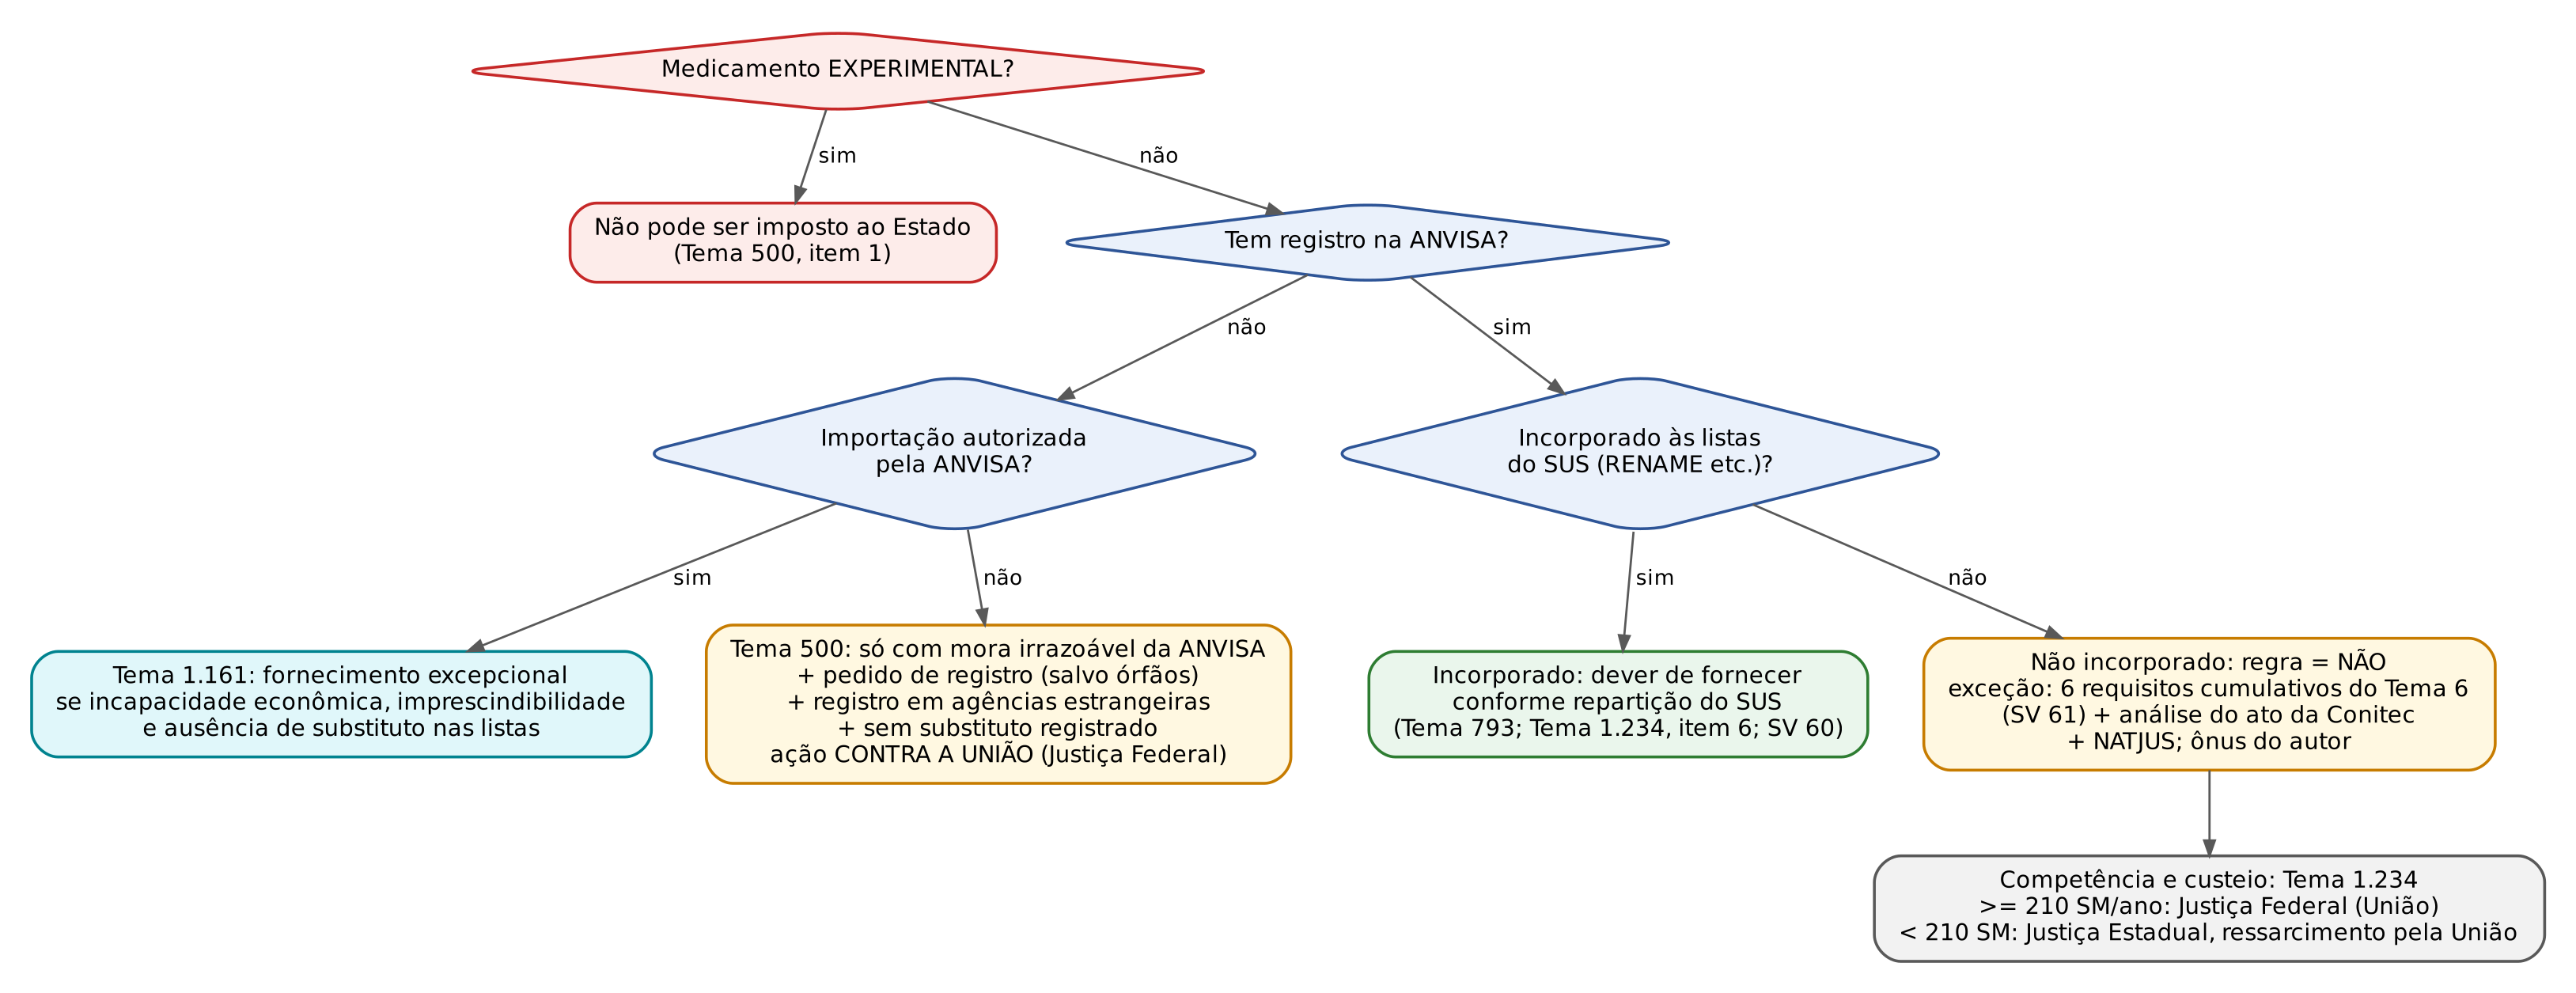 Medicamento EXPERIMENTAL?
sim
não
Não pode ser imposto ao Estado
(Tema 500, item 1)
Tem registro na ANVISA?
não
sim
Importação autorizada
pela ANVISA?
Incorporado às listas
do SUS (RENAME etc.)?
sim
não
sim
não
Tema 1.161: fornecimento excepcional
se incapacidade econômica, imprescindibilidade
e ausência de substituto nas listas
Tema 500: só com mora irrazoável da ANVISA
+ pedido de registro (salvo órfãos)
+ registro em agências estrangeiras
+ sem substituto registrado
ação CONTRA A UNIÃO (Justiça Federal)
Incorporado: dever de fornecer
conforme repartição do SUS
(Tema 793; Tema 1.234, item 6; SV 60)
Não incorporado: regra = NÃO
exceção: 6 requisitos cumulativos do Tema 6
(SV 61) + análise do ato da Conitec
+ NATJUS; ônus do autor
Competência e custeio: Tema 1.234
>= 210 SM/ano: Justiça Federal (União)
< 210 SM: Justiça Estadual, ressarcimento pela União